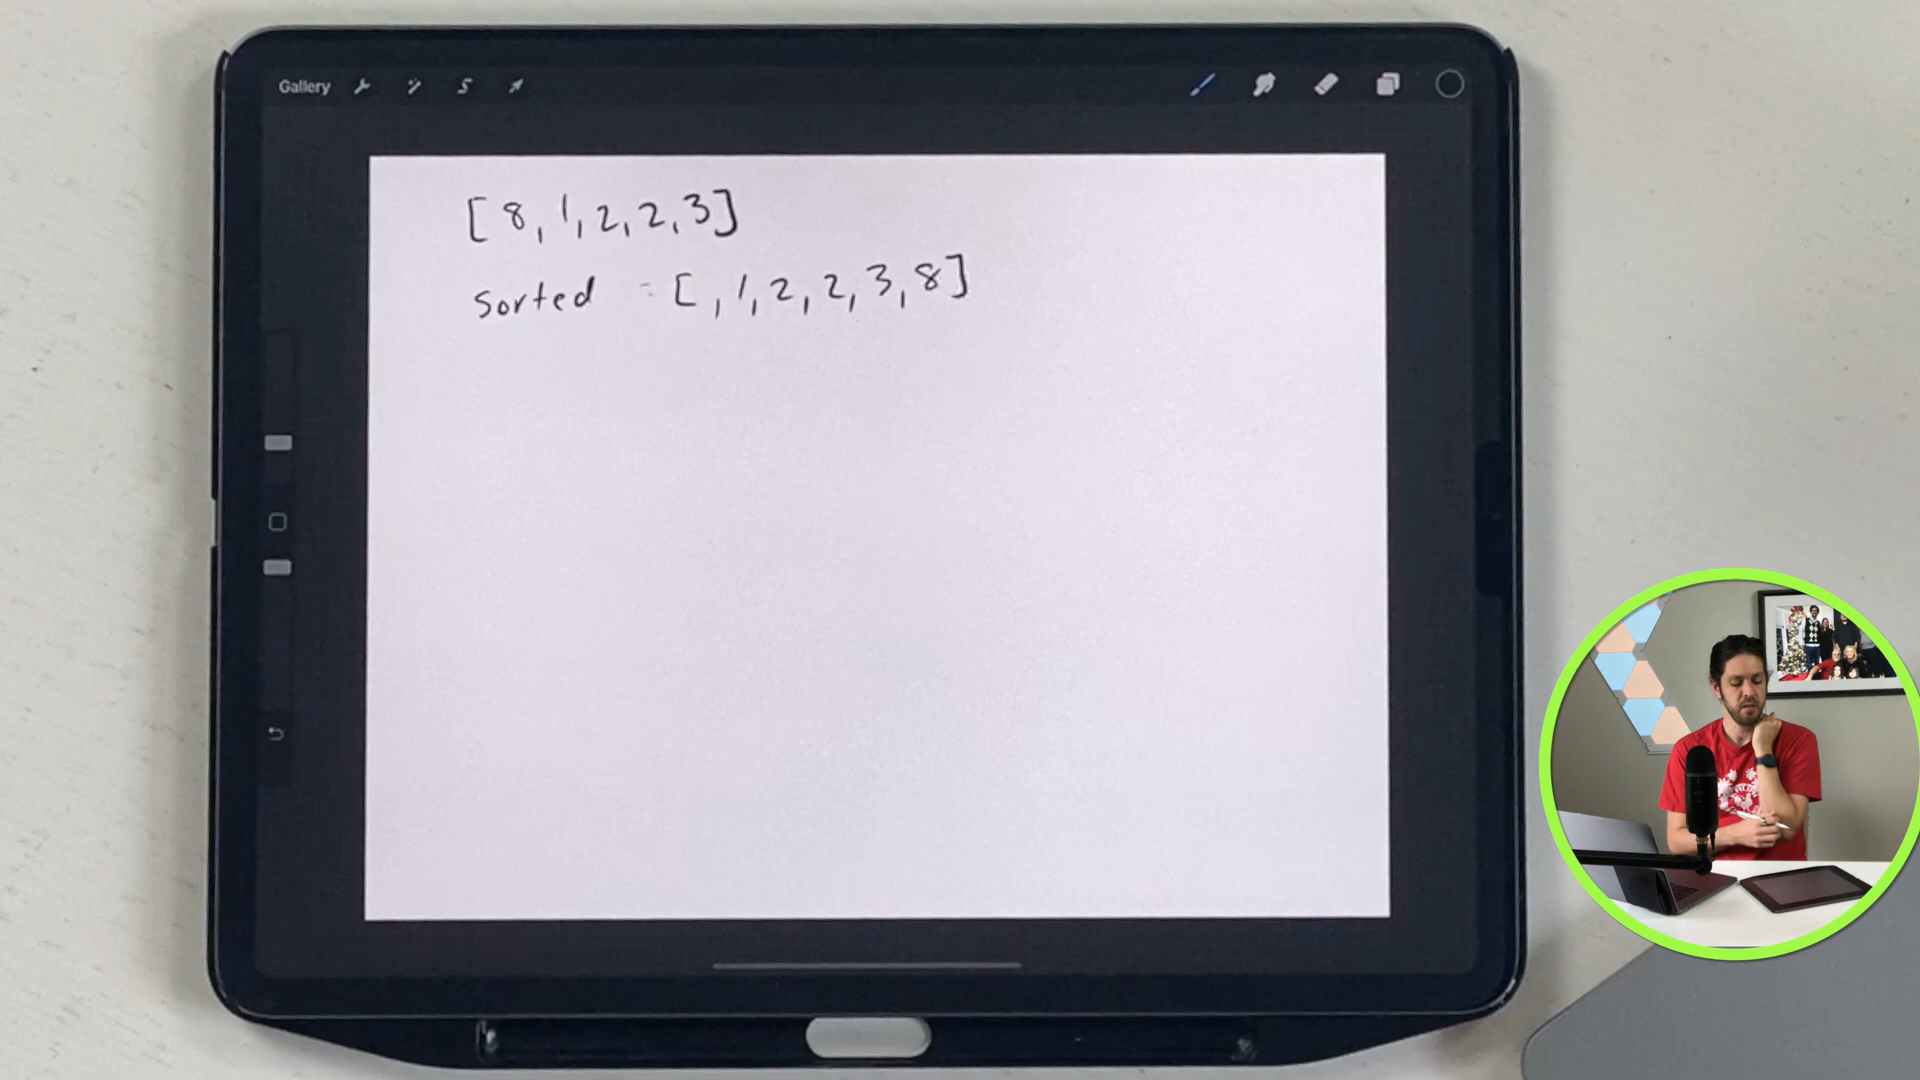 Gallery
[8, 1, 2, 2, 3]
Sorted = [ , 1, 2, 2, 3, 8]